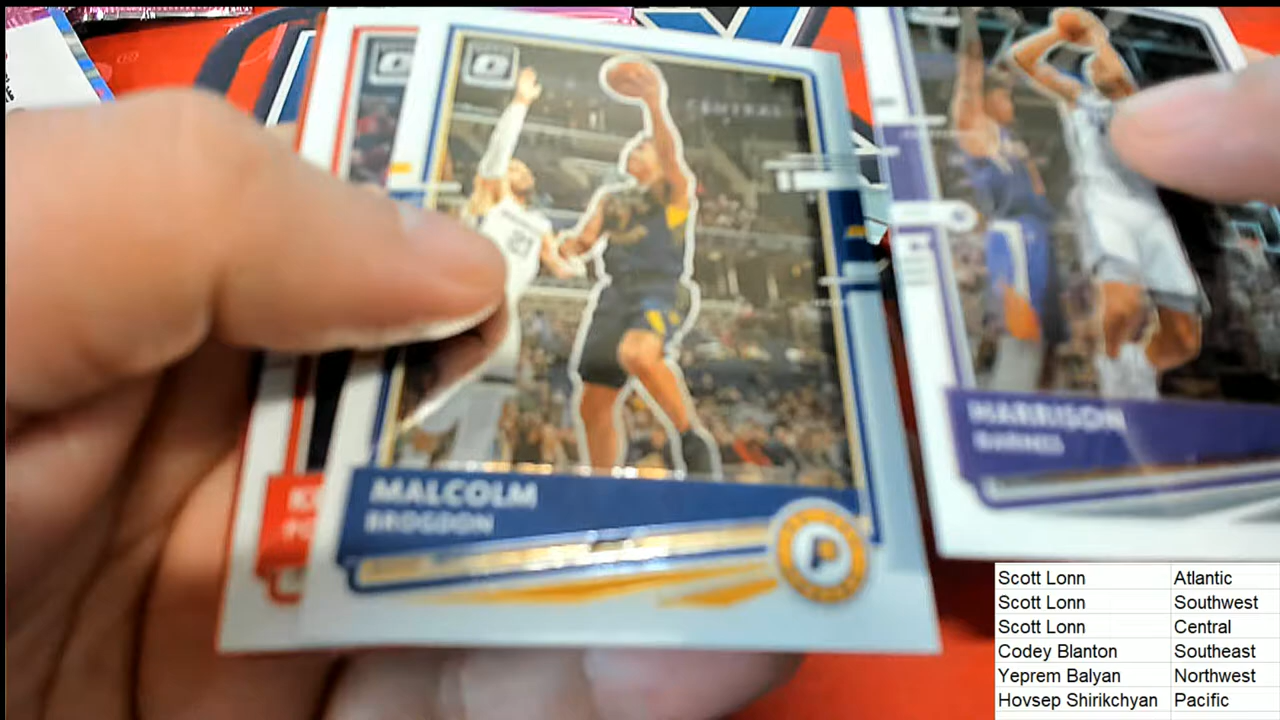 MALCOLM
BROGDON
HARRISON
BARNES
Scott Lonn Atlantic
Scott Lonn Southwest
Scott Lonn Central
Codey Blanton Southeast
Yeprem Balyan Northwest
Hovsep Shirikchyan Pacific